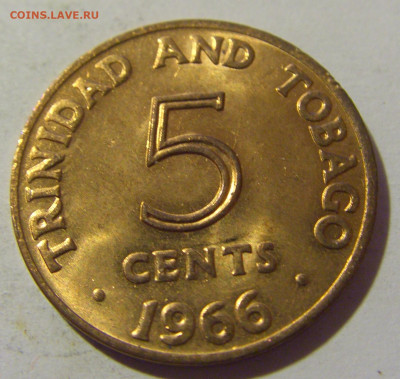 COINS.LAVE.RU
TRINIDAD AND TOBAGO
5
CENTS
· 1966 ·